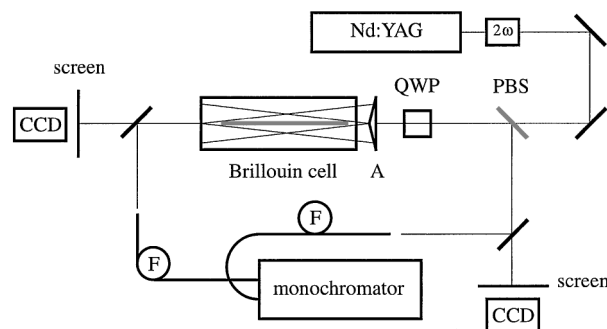 Nd:YAG
2ω
screen
QWP
PBS
CCD
Brillouin cell
A
F
F
monochromator
screen
CCD